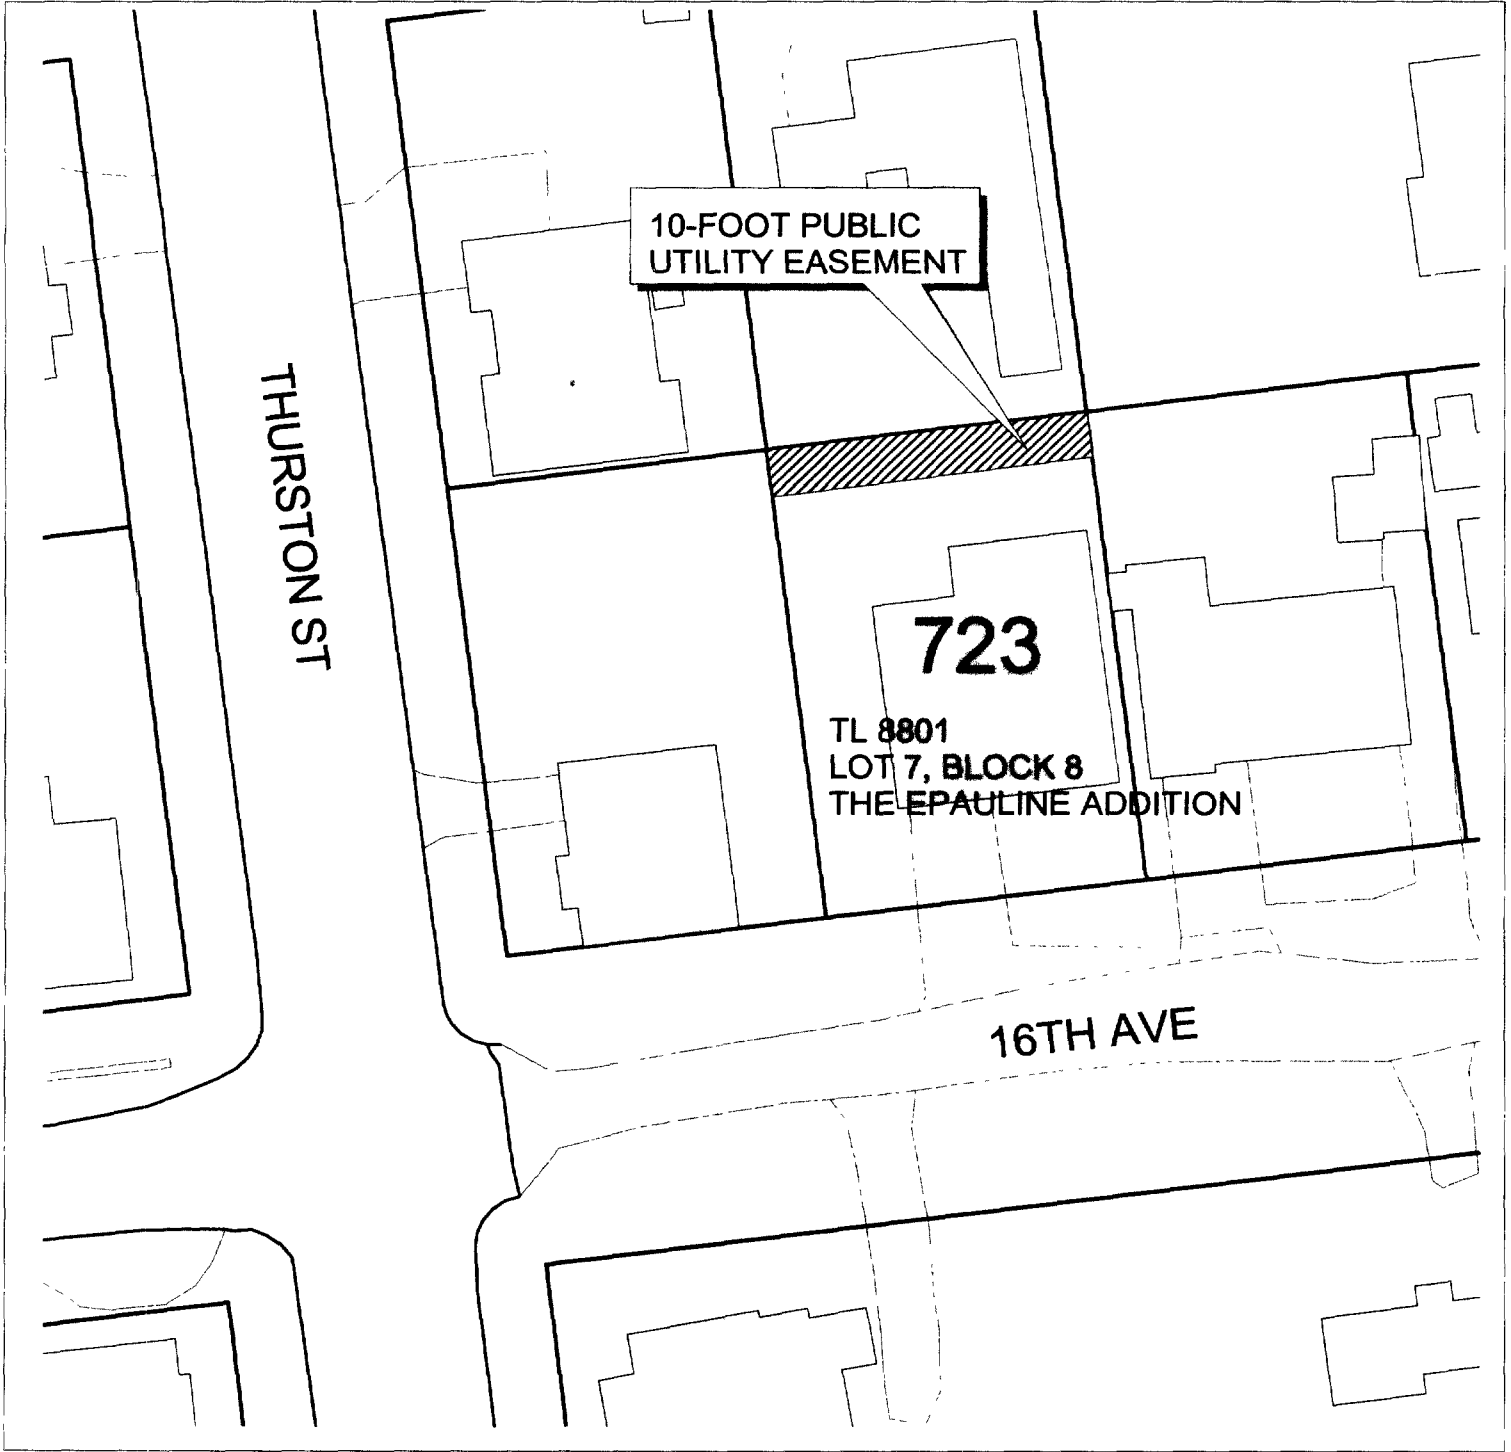 10-FOOT PUBLIC
UTILITY EASEMENT
THURSTON ST
723
TL 8801
LOT 7, BLOCK 8
THE EPAULINE ADDITION
16TH AVE